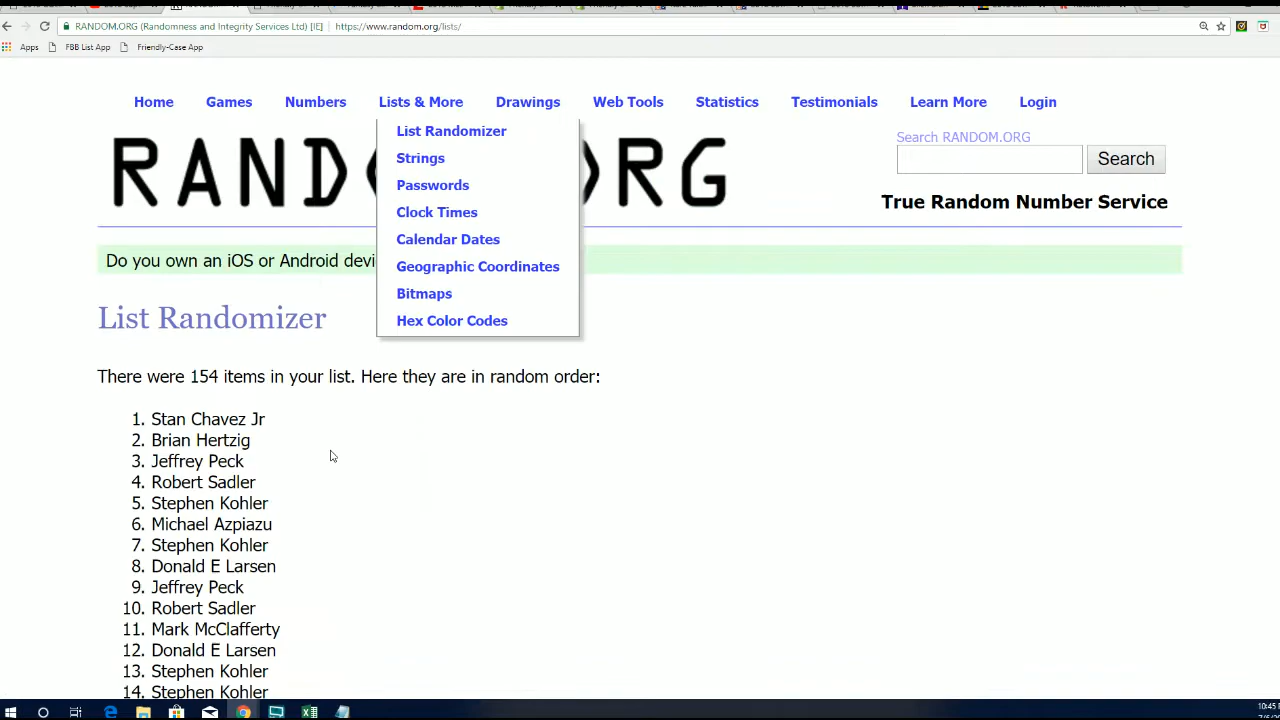 RANDOM.ORG (Randomness and Integrity Services Ltd) [IE] https://www.random.org/lists/
Apps FBB List App Friendly-Case App
Home Games Numbers Lists & More Drawings Web Tools Statistics Testimonials Learn More Login
List Randomizer
Strings
Passwords
Clock Times
Calendar Dates
Geographic Coordinates
Bitmaps
Hex Color Codes
RAND RG
Search RANDOM.ORG
Search
True Random Number Service
Do you own an iOS or Android devi
List Randomizer
There were 154 items in your list. Here they are in random order:
1. Stan Chavez Jr
2. Brian Hertzig
3. Jeffrey Peck
4. Robert Sadler
5. Stephen Kohler
6. Michael Azpiazu
7. Stephen Kohler
8. Donald E Larsen
9. Jeffrey Peck
10. Robert Sadler
11. Mark McClafferty
12. Donald E Larsen
13. Stephen Kohler
14. Stephen Kohler
10:45